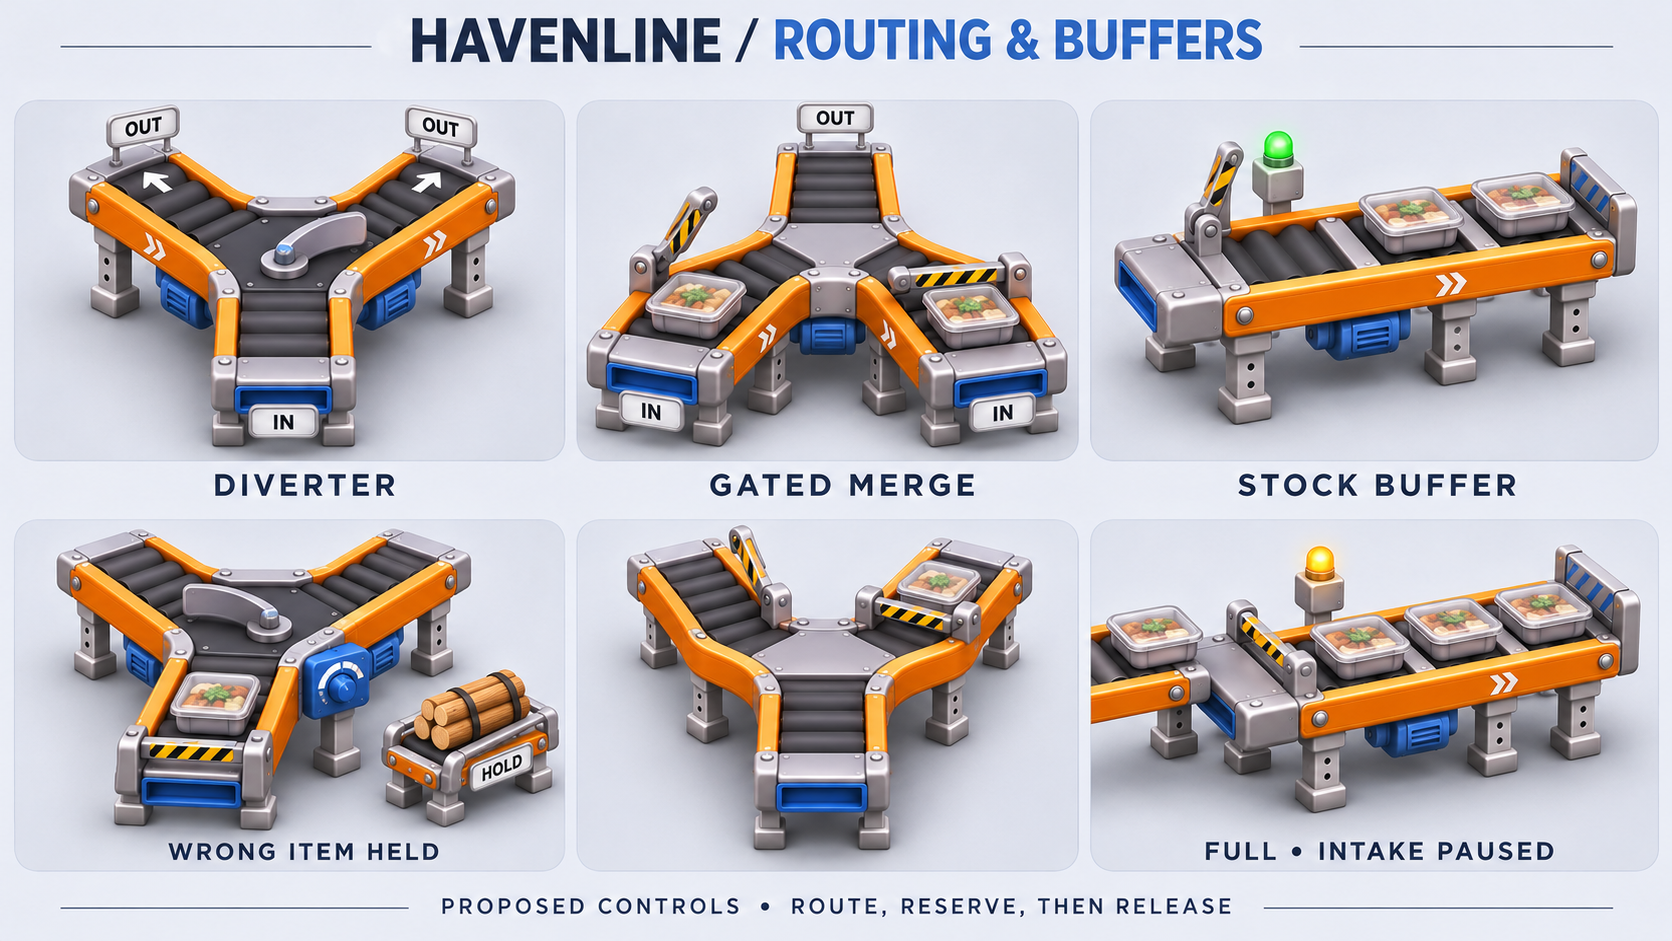 HAVENLINE / ROUTING & BUFFERS
OUT
OUT
IN
OUT
IN
IN
DIVERTER
GATED MERGE
STOCK BUFFER
HOLD
WRONG ITEM HELD
FULL • INTAKE PAUSED
PROPOSED CONTROLS • ROUTE, RESERVE, THEN RELEASE